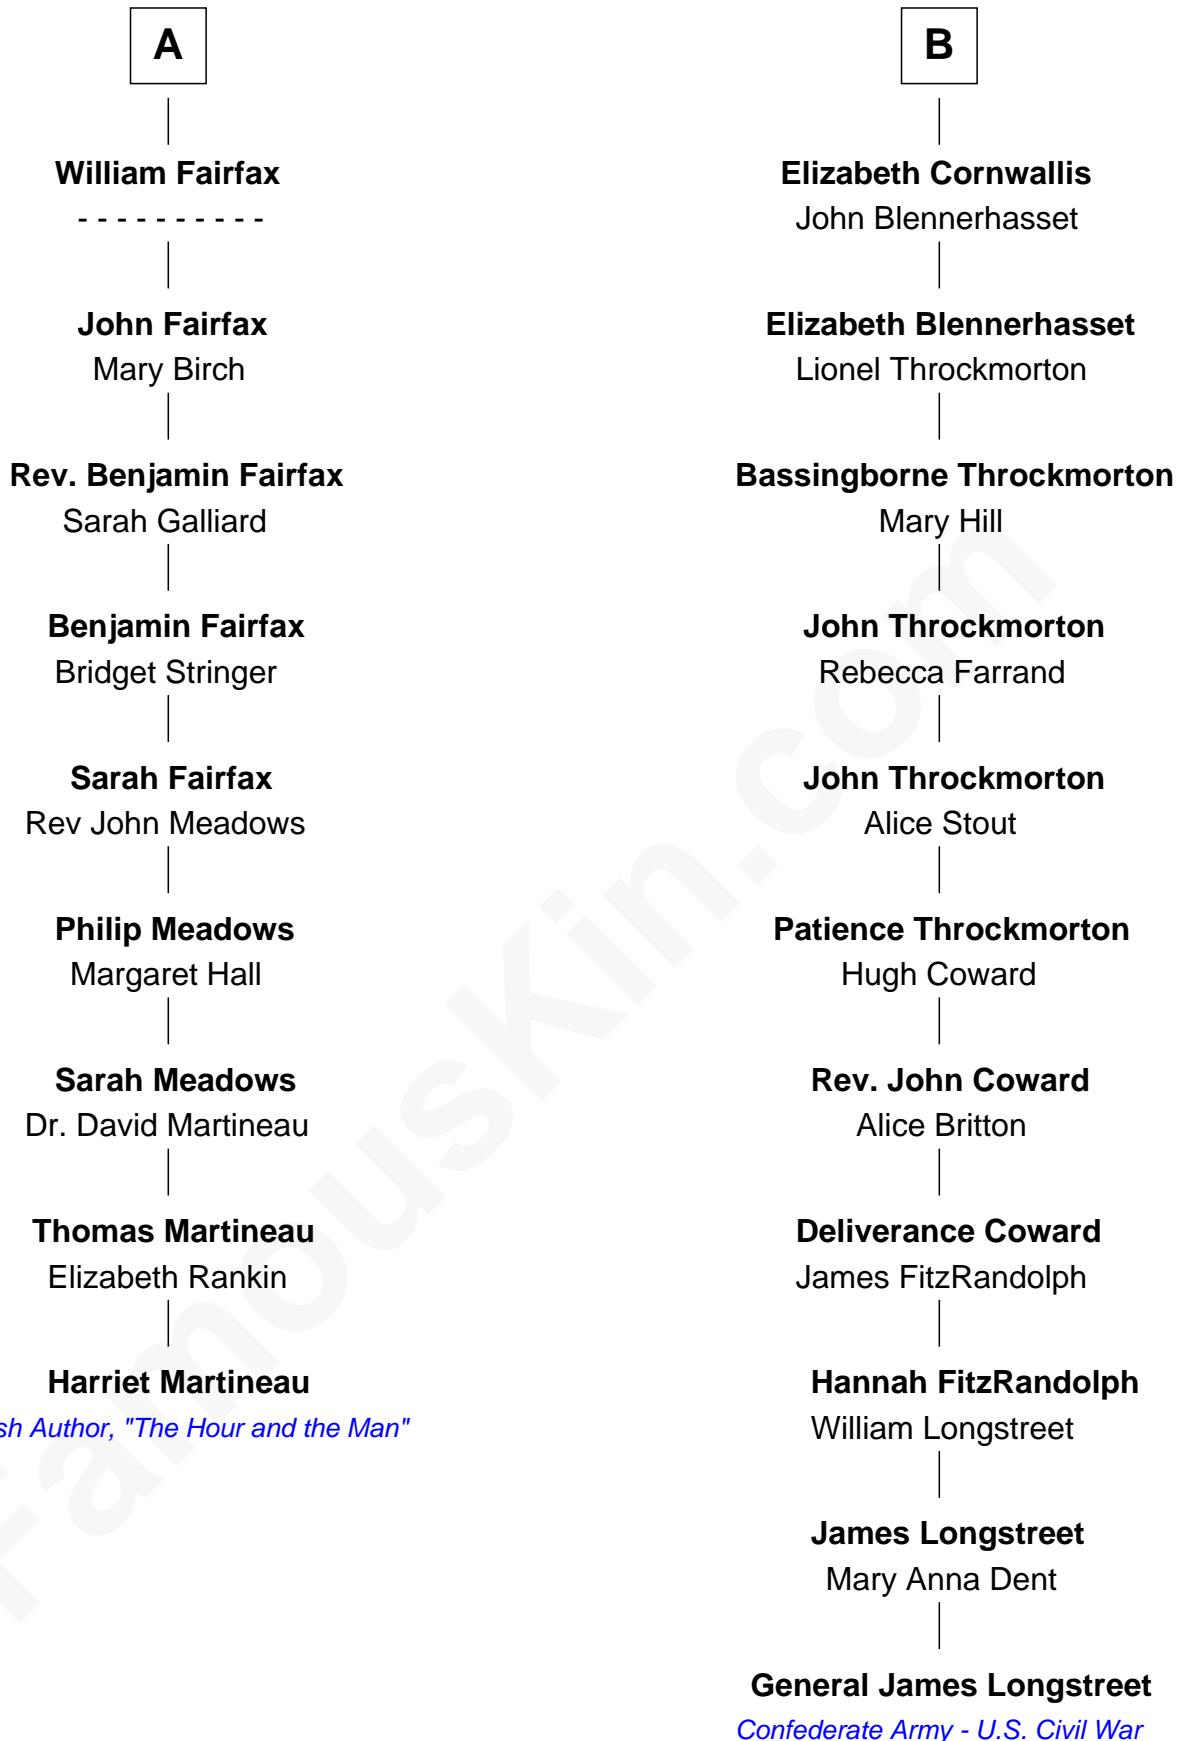 A
William Fairfax
- - - - - - - - - -
John Fairfax
Mary Birch
Rev. Benjamin Fairfax
Sarah Galliard
Benjamin Fairfax
Bridget Stringer
Sarah Fairfax
Rev John Meadows
Philip Meadows
Margaret Hall
Sarah Meadows
Dr. David Martineau
Thomas Martineau
Elizabeth Rankin
Harriet Martineau
sh Author, "The Hour and the Man"
B
Elizabeth Cornwallis
John Blennerhasset
Elizabeth Blennerhasset
Lionel Throckmorton
Bassingborne Throckmorton
Mary Hill
John Throckmorton
Rebecca Farrand
John Throckmorton
Alice Stout
Patience Throckmorton
Hugh Coward
Rev. John Coward
Alice Britton
Deliverance Coward
James FitzRandolph
Hannah FitzRandolph
William Longstreet
James Longstreet
Mary Anna Dent
General James Longstreet
Confederate Army - U.S. Civil War
FamousKin.com